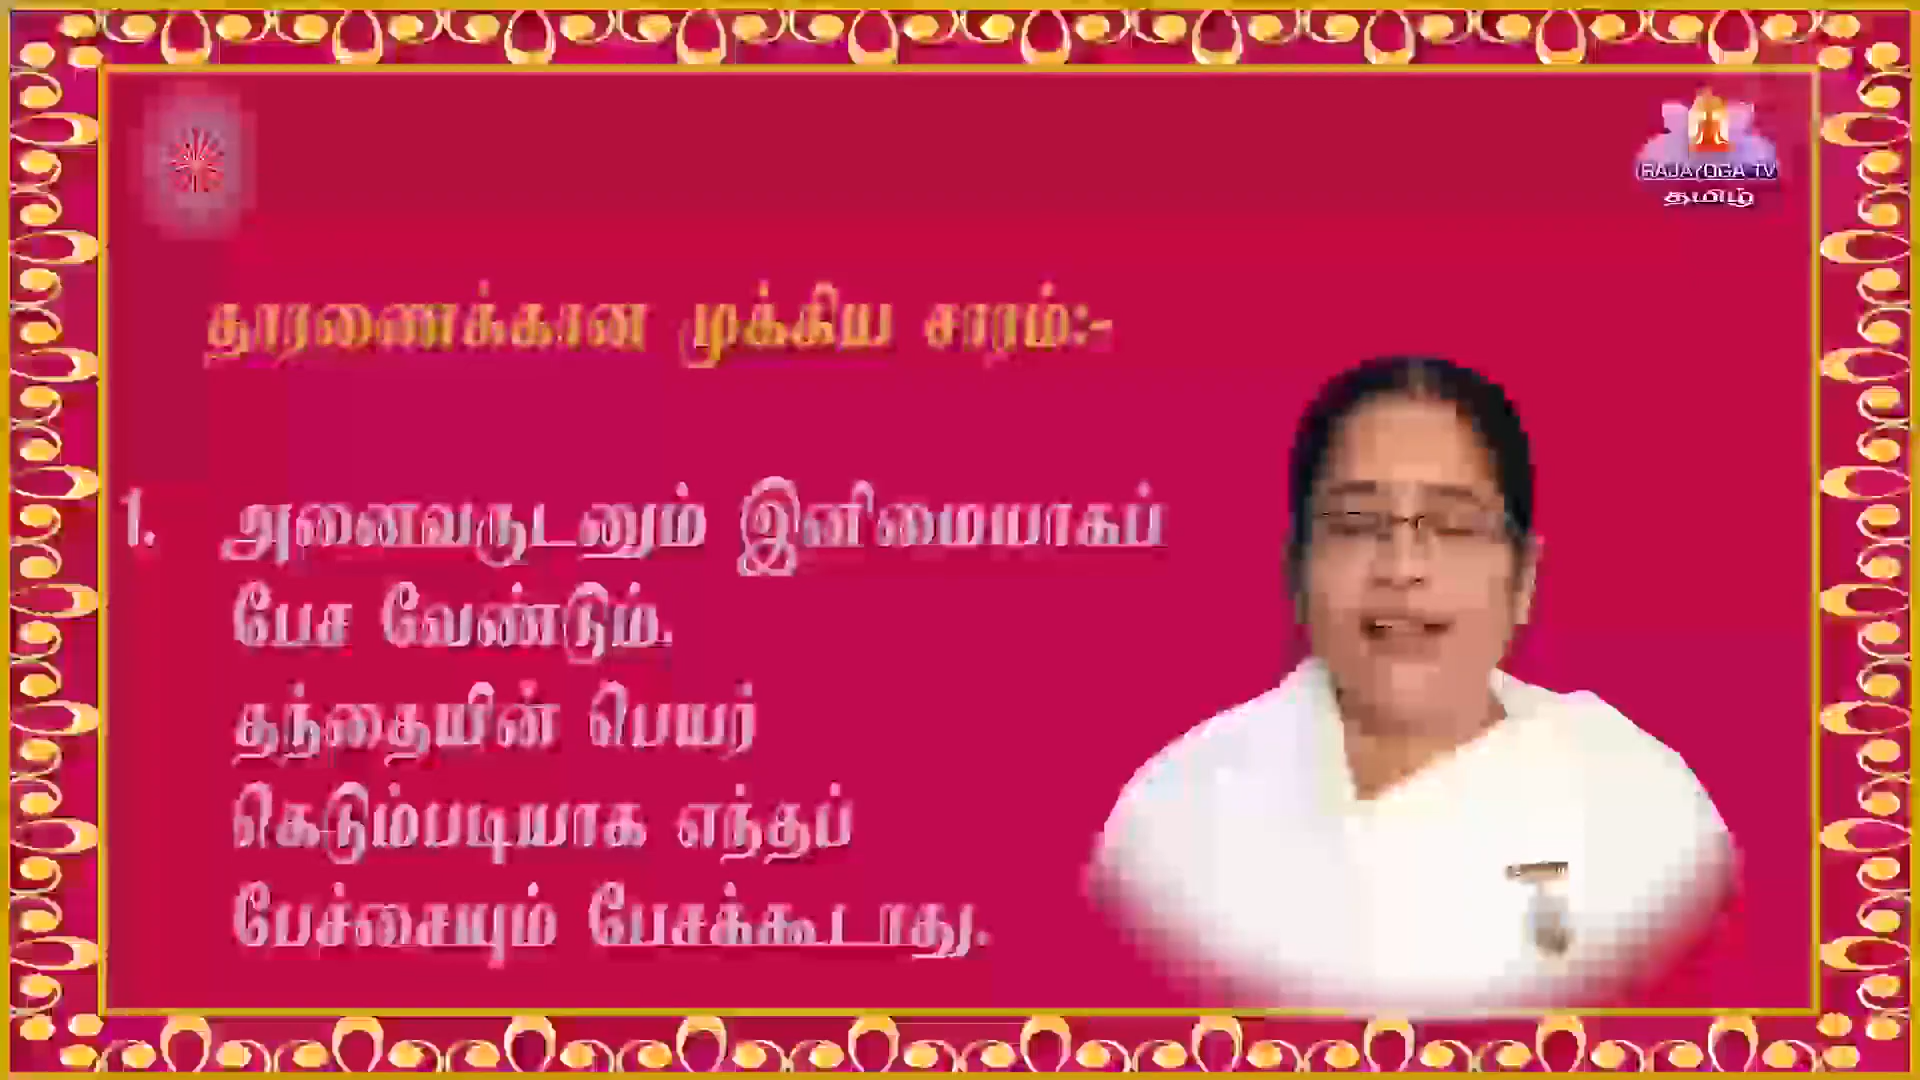 RAJAYOGA TV
தமிழ்
தாரணைக்கான முக்கிய சாரம்:-
1. அனைவருடனும் இனிமையாகப்
பேச வேண்டும்.
தந்தையின் பெயர்
கெடும்படியாக எந்தப்
பேச்சையும் பேசக்கூடாது.